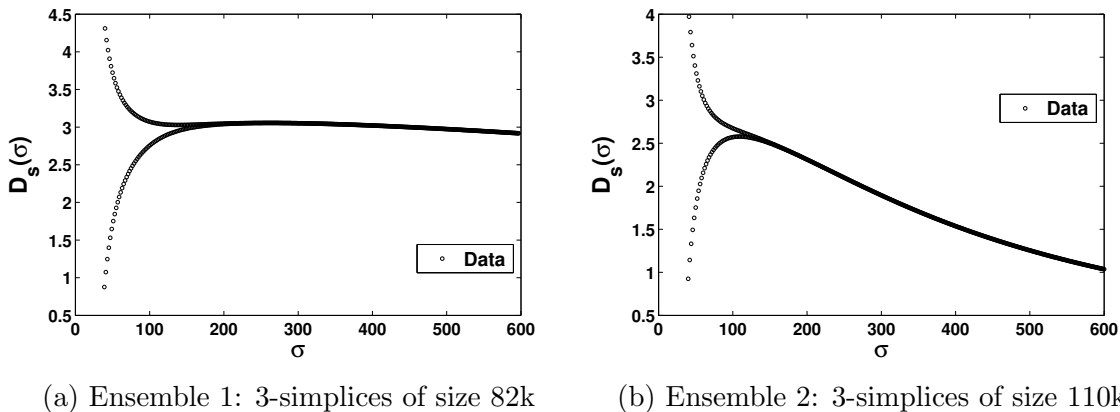 4.5
4
3.5
3
2.5
2
1.5
1
0.5
D_s(σ)
0 100 200 300 400 500 600
σ
Data
(a) Ensemble 1: 3-simplices of size 82k
4
3.5
3
2.5
2
1.5
1
0.5
D_s(σ)
0 100 200 300 400 500 600
σ
Data
(b) Ensemble 2: 3-simplices of size 110k